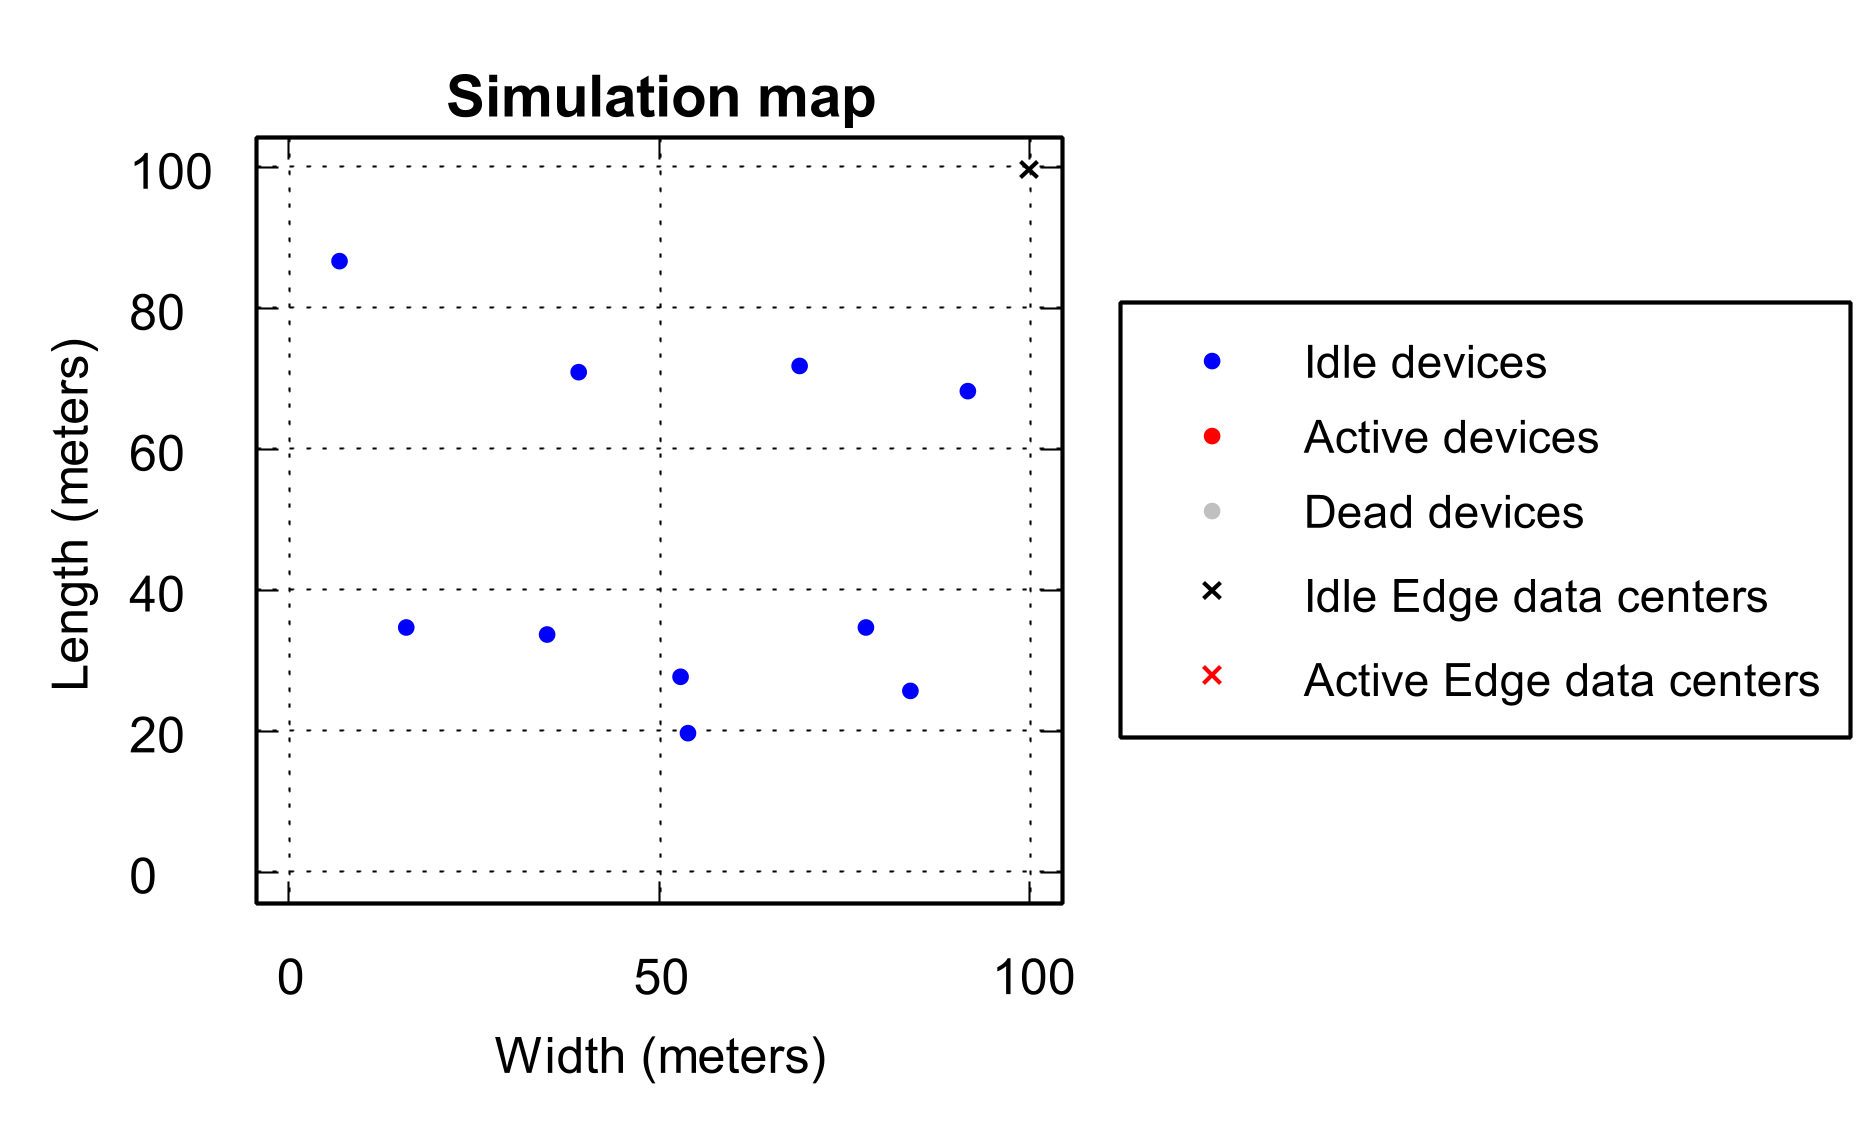 Simulation map
100
80
60
40
20
0
Length (meters)
0 50 100
Width (meters)
Idle devices
Active devices
Dead devices
Idle Edge data centers
Active Edge data centers